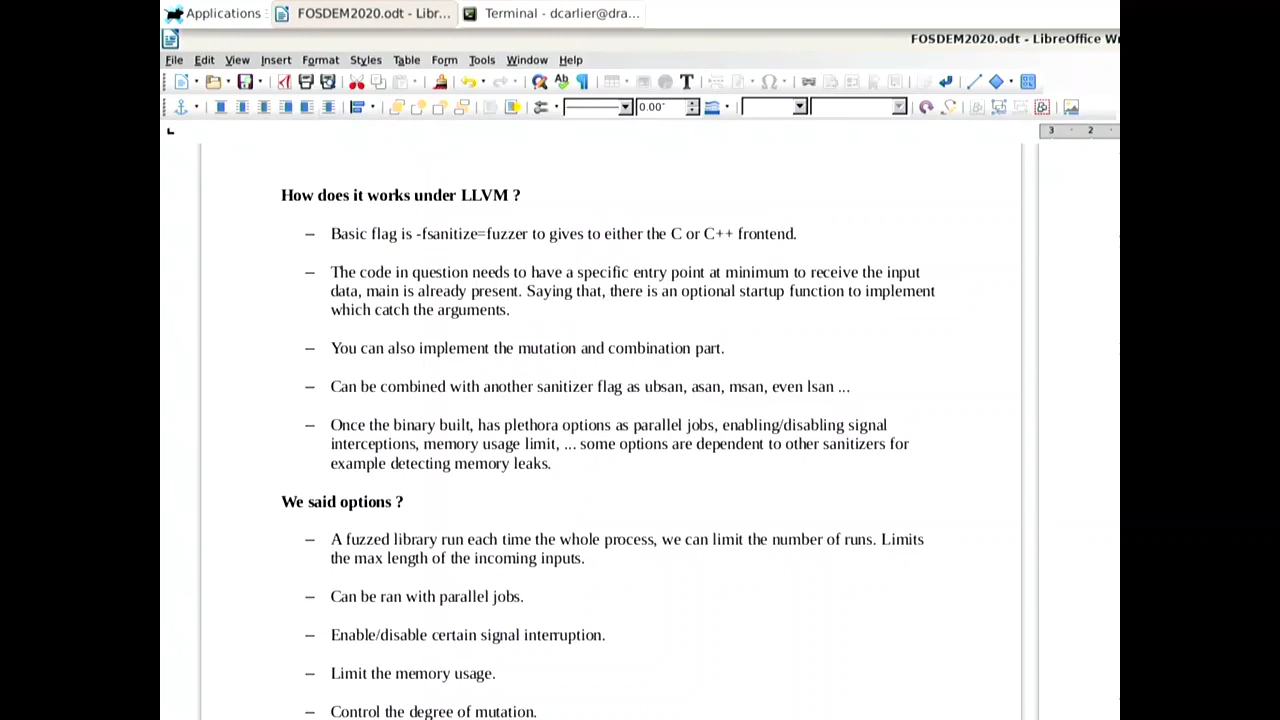 Applications
FOSDEM2020.odt - Libr...
Terminal - dcarlier@dra...
FOSDEM2020.odt - LibreOffice Wr
File Edit View Insert Format Styles Table Form Tools Window Help
0.00"
3 · 2 ·
How does it works under LLVM ?
– Basic flag is -fsanitize=fuzzer to gives to either the C or C++ frontend.
– The code in question needs to have a specific entry point at minimum to receive the input
data, main is already present. Saying that, there is an optional startup function to implement
which catch the arguments.
– You can also implement the mutation and combination part.
– Can be combined with another sanitizer flag as ubsan, asan, msan, even lsan ...
– Once the binary built, has plethora options as parallel jobs, enabling/disabling signal
interceptions, memory usage limit, ... some options are dependent to other sanitizers for
example detecting memory leaks.
We said options ?
– A fuzzed library run each time the whole process, we can limit the number of runs. Limits
the max length of the incoming inputs.
– Can be ran with parallel jobs.
– Enable/disable certain signal interruption.
– Limit the memory usage.
– Control the degree of mutation.